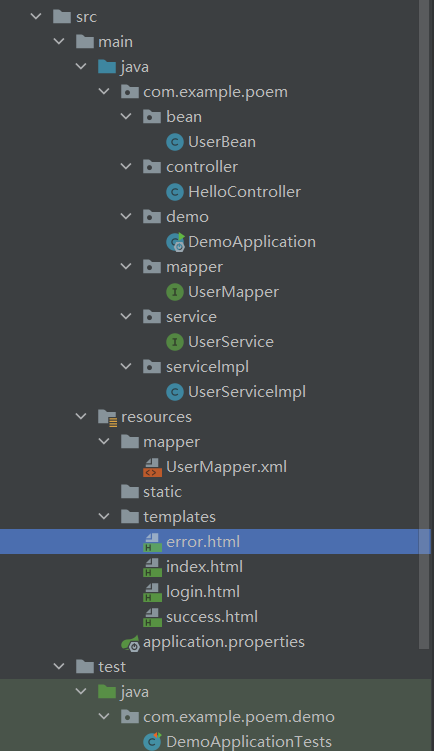 src
main
java
com.example.poem
bean
UserBean
controller
HelloController
demo
DemoApplication
mapper
UserMapper
service
UserService
serviceImpl
UserServiceImpl
resources
mapper
UserMapper.xml
static
templates
error.html
index.html
login.html
success.html
application.properties
test
java
com.example.poem.demo
DemoApplicationTests